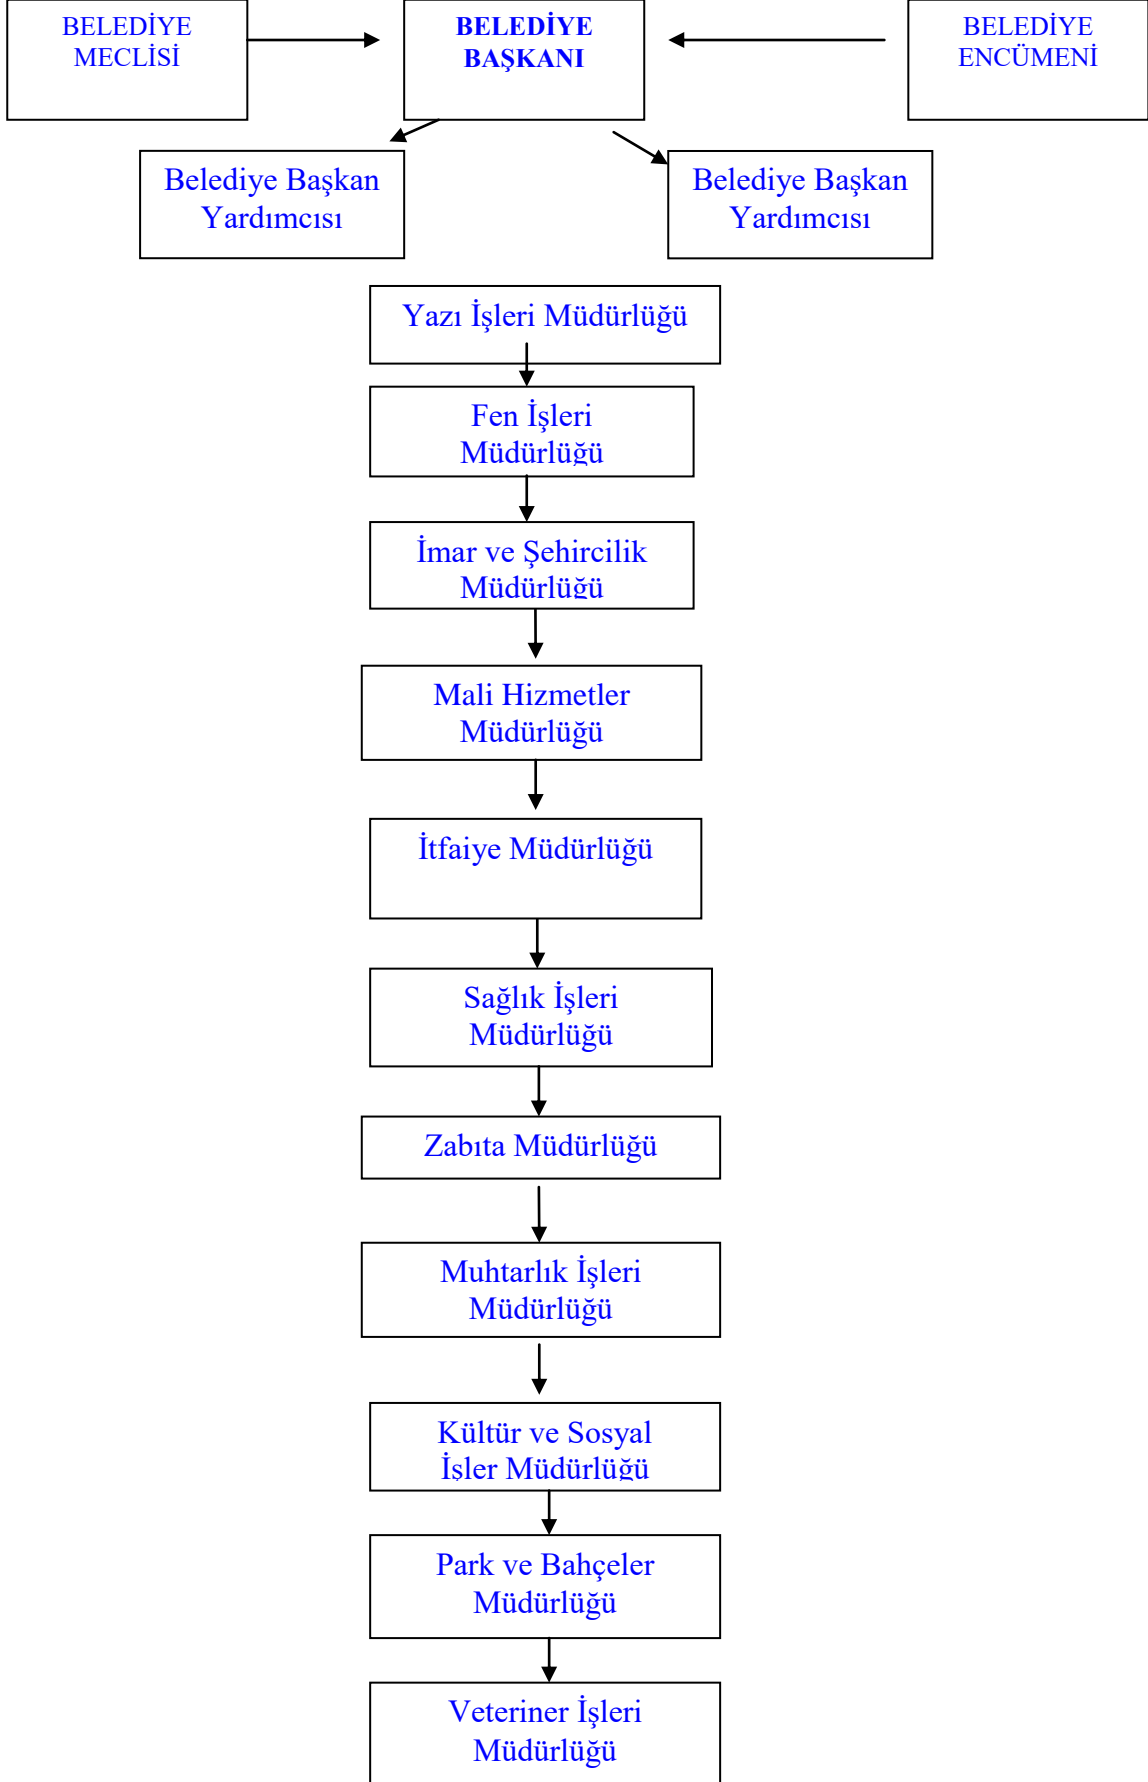 BELEDİYE
MECLİSİ
BELEDİYE
BAŞKANI
BELEDİYE
ENCÜMENİ
Belediye Başkan
Yardımcısı
Belediye Başkan
Yardımcısı
Yazı İşleri Müdürlüğü
Fen İşleri
Müdürlüğü
İmar ve Şehircilik
Müdürlüğü
Mali Hizmetler
Müdürlüğü
İtfaiye Müdürlüğü
Sağlık İşleri
Müdürlüğü
Zabıta Müdürlüğü
Muhtarlık İşleri
Müdürlüğü
Kültür ve Sosyal
İşler Müdürlüğü
Park ve Bahçeler
Müdürlüğü
Veteriner İşleri
Müdürlüğü